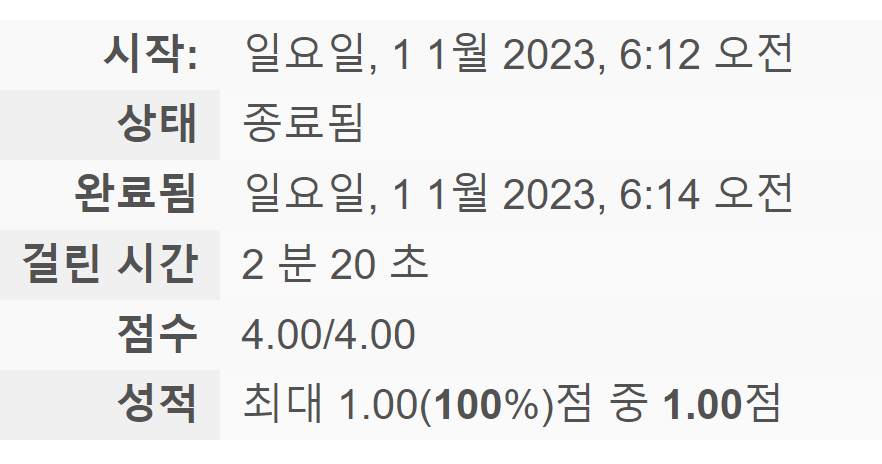 시작: 일요일, 1 1월 2023, 6:12 오전
상태 종료됨
완료됨 일요일, 1 1월 2023, 6:14 오전
걸린 시간 2 분 20 초
점수 4.00/4.00
성적 최대 1.00(100%)점 중 1.00점